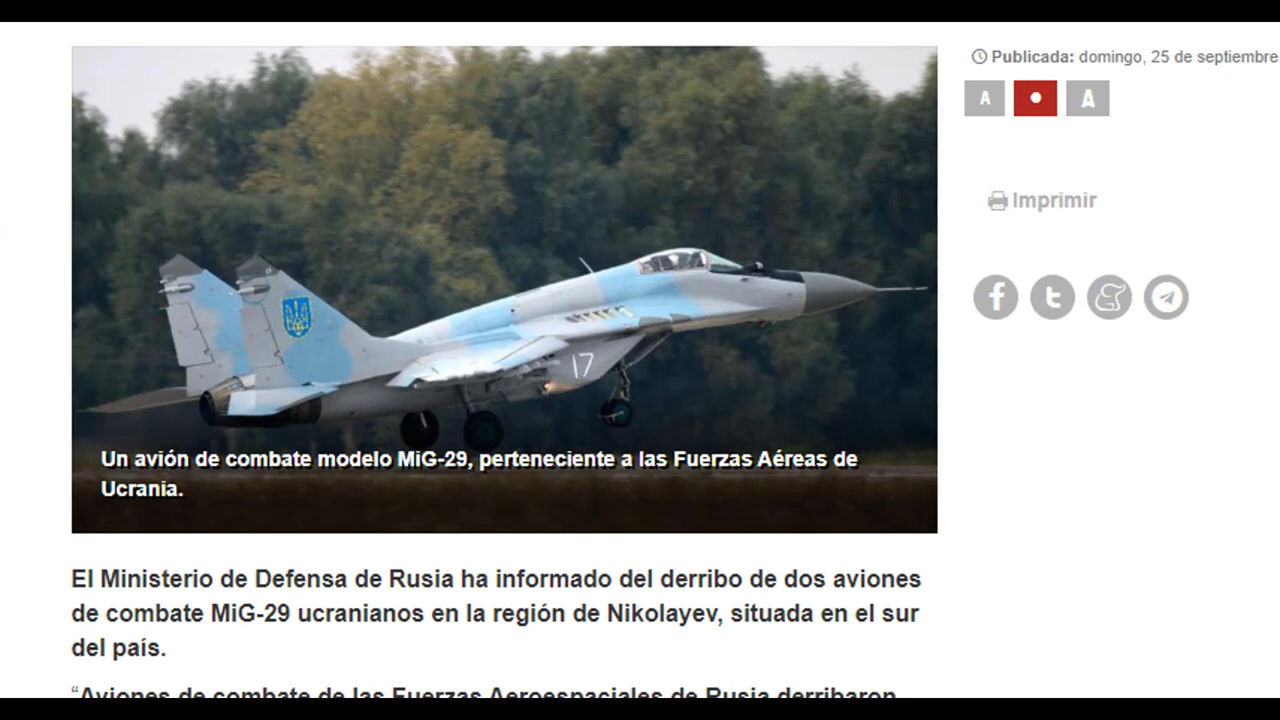 Publicada: domingo, 25 de septiembre
A
A
Imprimir
17
Un avión de combate modelo MiG-29, perteneciente a las Fuerzas Aéreas de
Ucrania.
El Ministerio de Defensa de Rusia ha informado del derribo de dos aviones
de combate MiG-29 ucranianos en la región de Nikolayev, situada en el sur
del país.
“Aviones de combate de las Fuerzas Aeroespaciales de Rusia derribaron